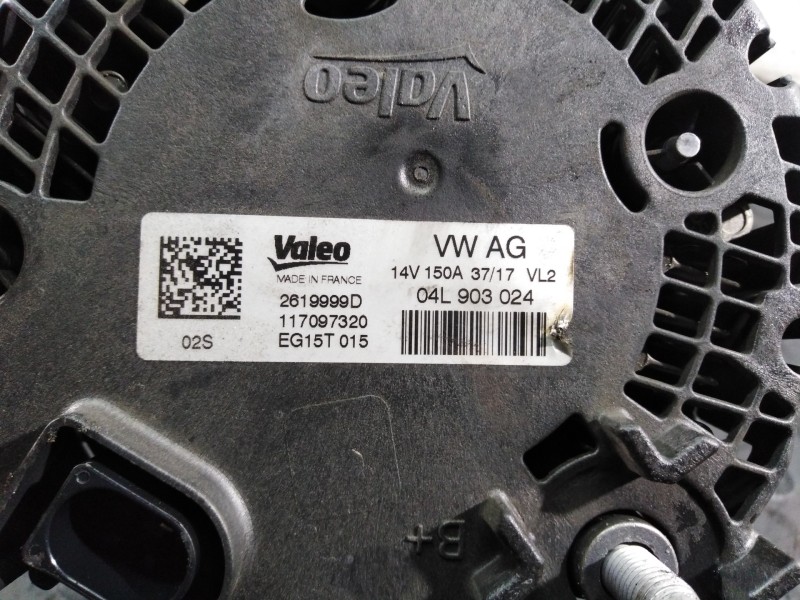 Valeo
Valeo
MADE IN FRANCE
2619999D
117097320
EG15T 015
02S
VW AG
14V 150A 37/17 VL2
04L 903 024
B+